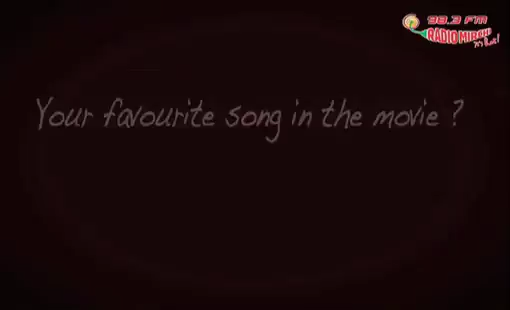 98.3 FM
RADIO MIRCHI
It's Hot!
Your favourite song in the movie ?